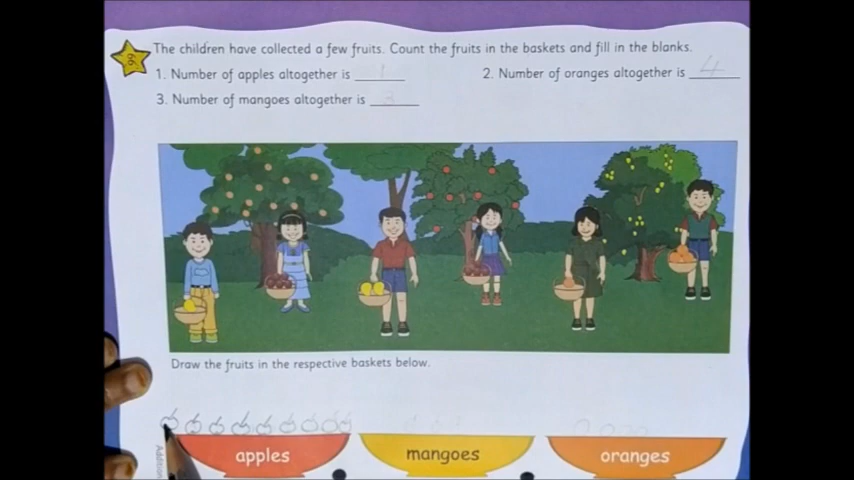 The children have collected a few fruits. Count the fruits in the baskets and fill in the blanks.
1. Number of apples altogether is
2. Number of oranges altogether is 4
3. Number of mangoes altogether is 3
Draw the fruits in the respective baskets below.
apples
mangoes
oranges
Addition